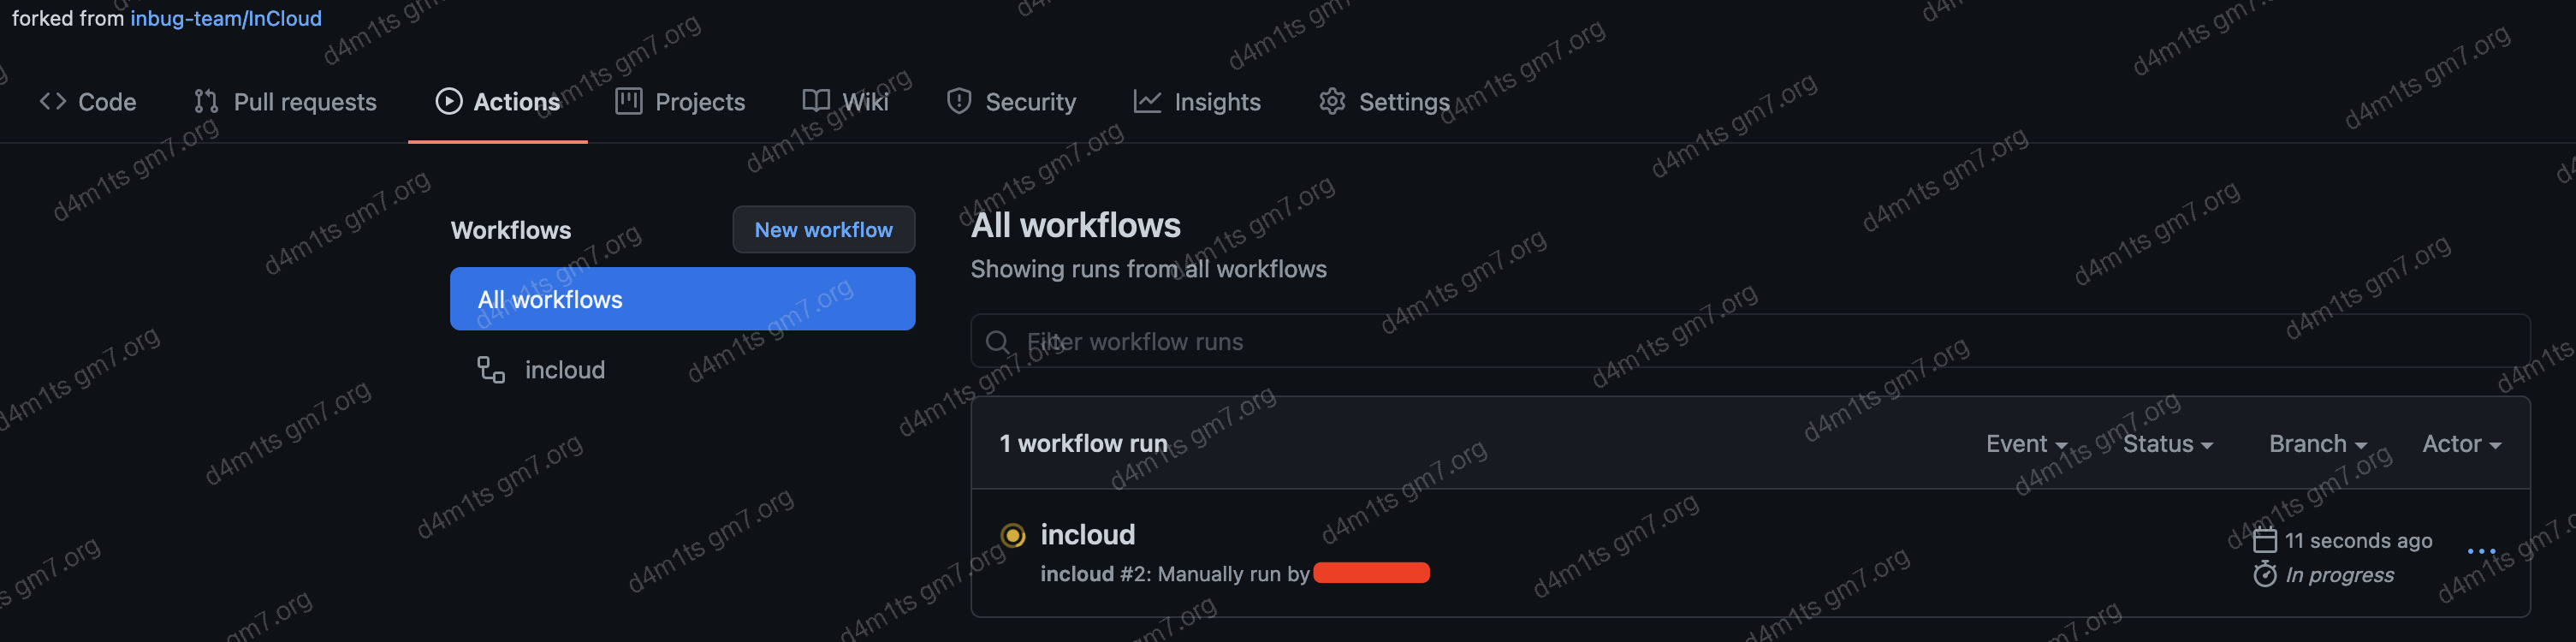 forked from inbug-team/InCloud
Code Pull requests Actions Projects Wiki Security Insights Settings
Workflows
New workflow
All workflows
incloud
All workflows
Showing runs from all workflows
Filter workflow runs
1 workflow run
Event Status Branch Actor
incloud
incloud #2: Manually run by
11 seconds ago
In progress
d4m1ts gm7.org